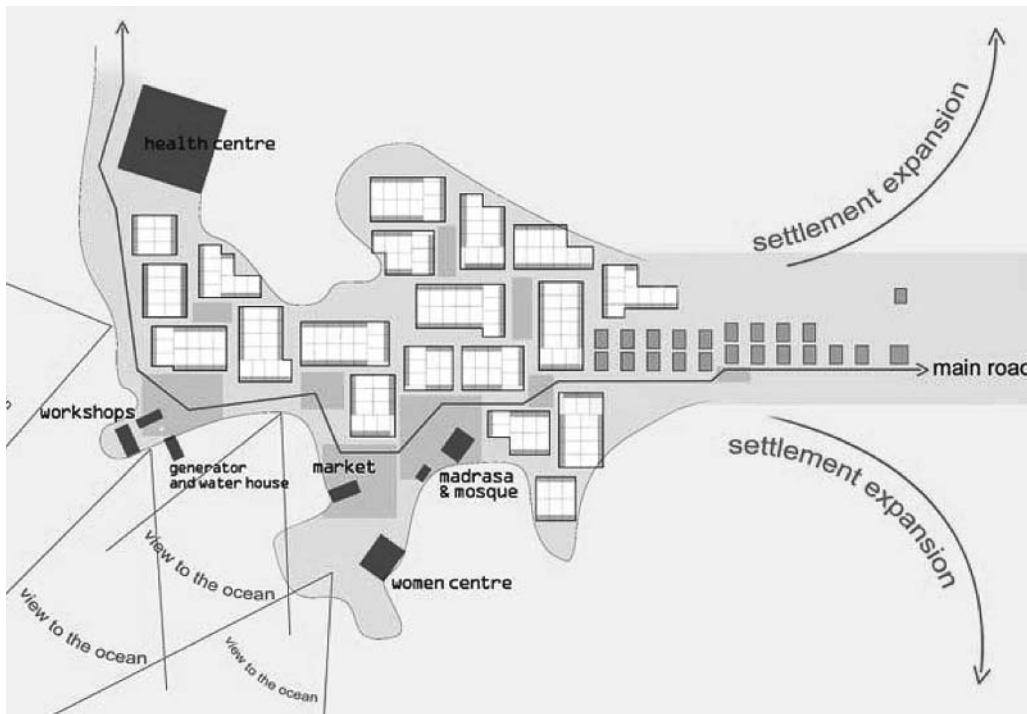 health centre
settlement expansion
main road
workshops
generator
and water house
market
madrasa
& mosque
settlement expansion
women centre
view to the ocean
view to the ocean
view to the ocean